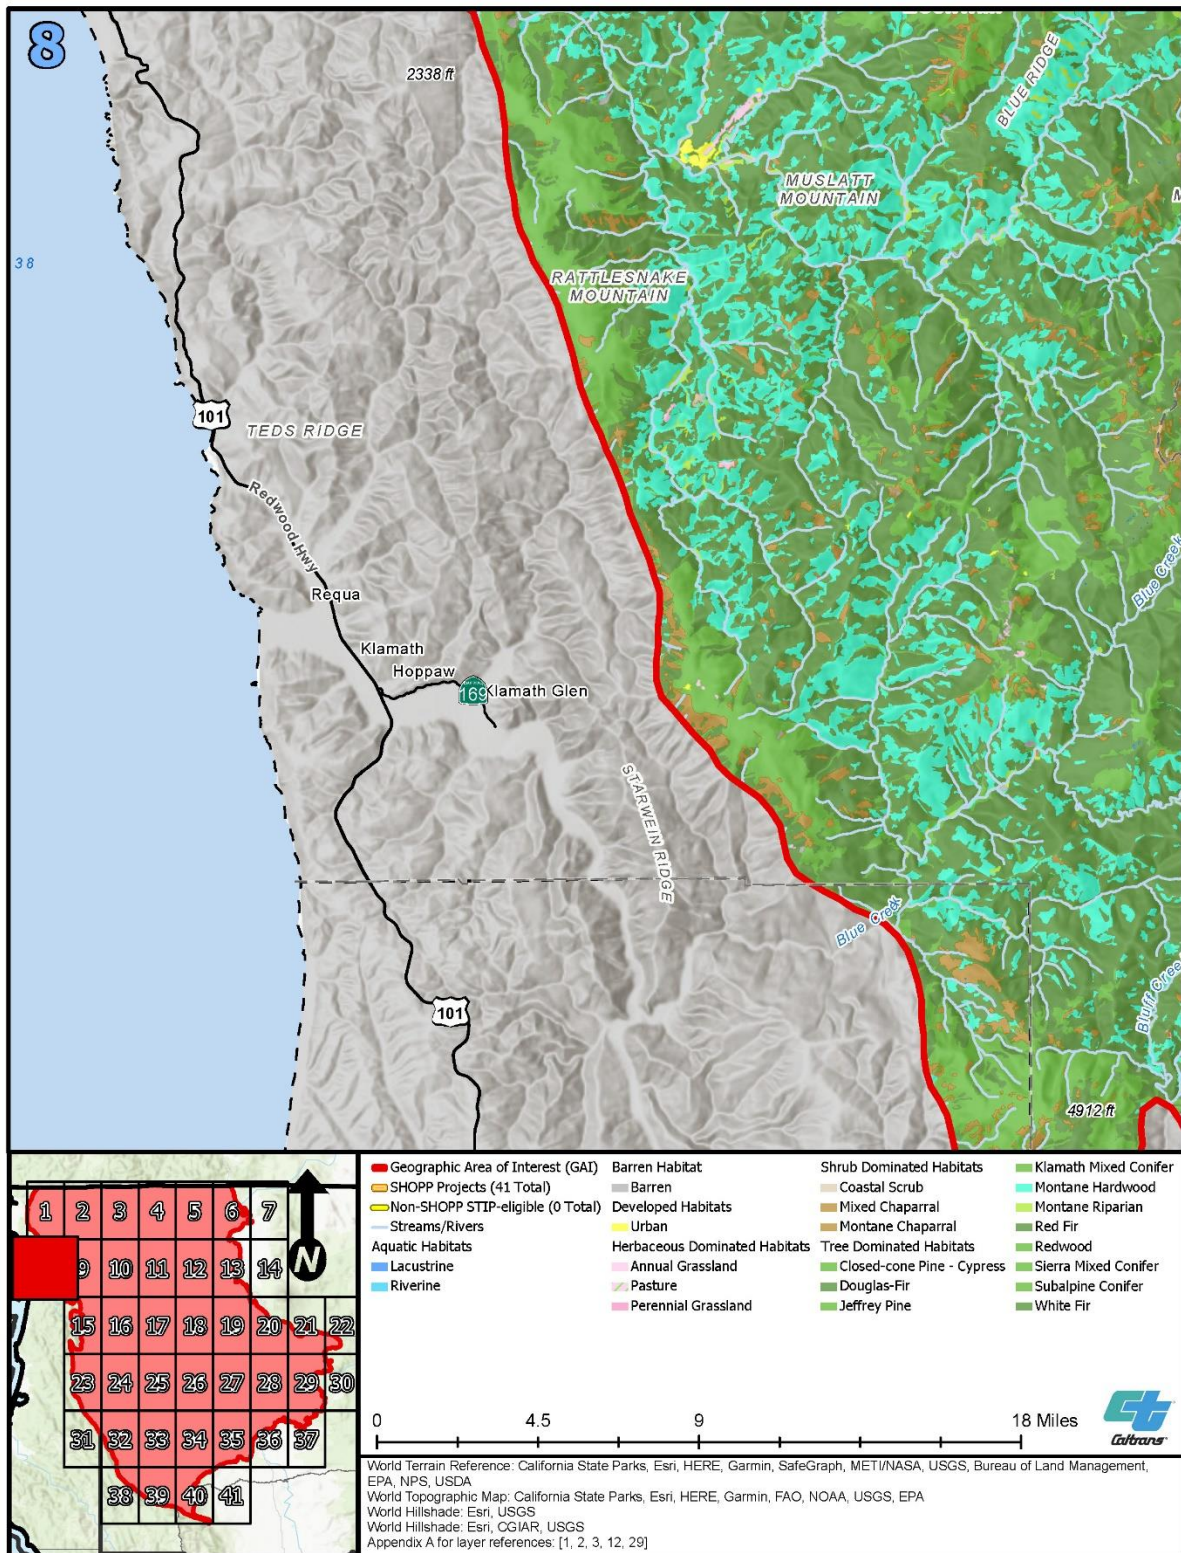 8
2338 ft
BLUE RIDGE
MUSLATT
MOUNTAIN
38
RATTLESNAKE
MOUNTAIN
101
TEDS RIDGE
Redwood Hwy
Blue Creek
Requa
Klamath
Hoppaw
169
Klamath Glen
STARWEIN RIDGE
Blue Creek
Bluff Creek
101
4912 ft
1 2 3 4 5 6 7
9 10 11 12 13 14
15 16 17 18 19 20 21 22
23 24 25 26 27 28 29 30
31 32 33 34 35 36 37
38 39 40 41
N
Geographic Area of Interest (GAI)
SHOPP Projects (41 Total)
Non-SHOPP STIP-eligible (0 Total)
Streams/Rivers
Aquatic Habitats
Lacustrine
Riverine
Barren Habitat
Barren
Developed Habitats
Urban
Herbaceous Dominated Habitats
Annual Grassland
Pasture
Perennial Grassland
Shrub Dominated Habitats
Coastal Scrub
Mixed Chaparral
Montane Chaparral
Tree Dominated Habitats
Closed-cone Pine - Cypress
Douglas-Fir
Jeffrey Pine
Klamath Mixed Conifer
Montane Hardwood
Montane Riparian
Red Fir
Redwood
Sierra Mixed Conifer
Subalpine Conifer
White Fir
0 4.5 9 18 Miles
Caltrans
World Terrain Reference: California State Parks, Esri, HERE, Garmin, SafeGraph, METI/NASA, USGS, Bureau of Land Management,
EPA, NPS, USDA
World Topographic Map: California State Parks, Esri, HERE, Garmin, FAO, NOAA, USGS, EPA
World Hillshade: Esri, USGS
World Hillshade: Esri, CGIAR, USGS
Appendix A for layer references: [1, 2, 3, 12, 29]